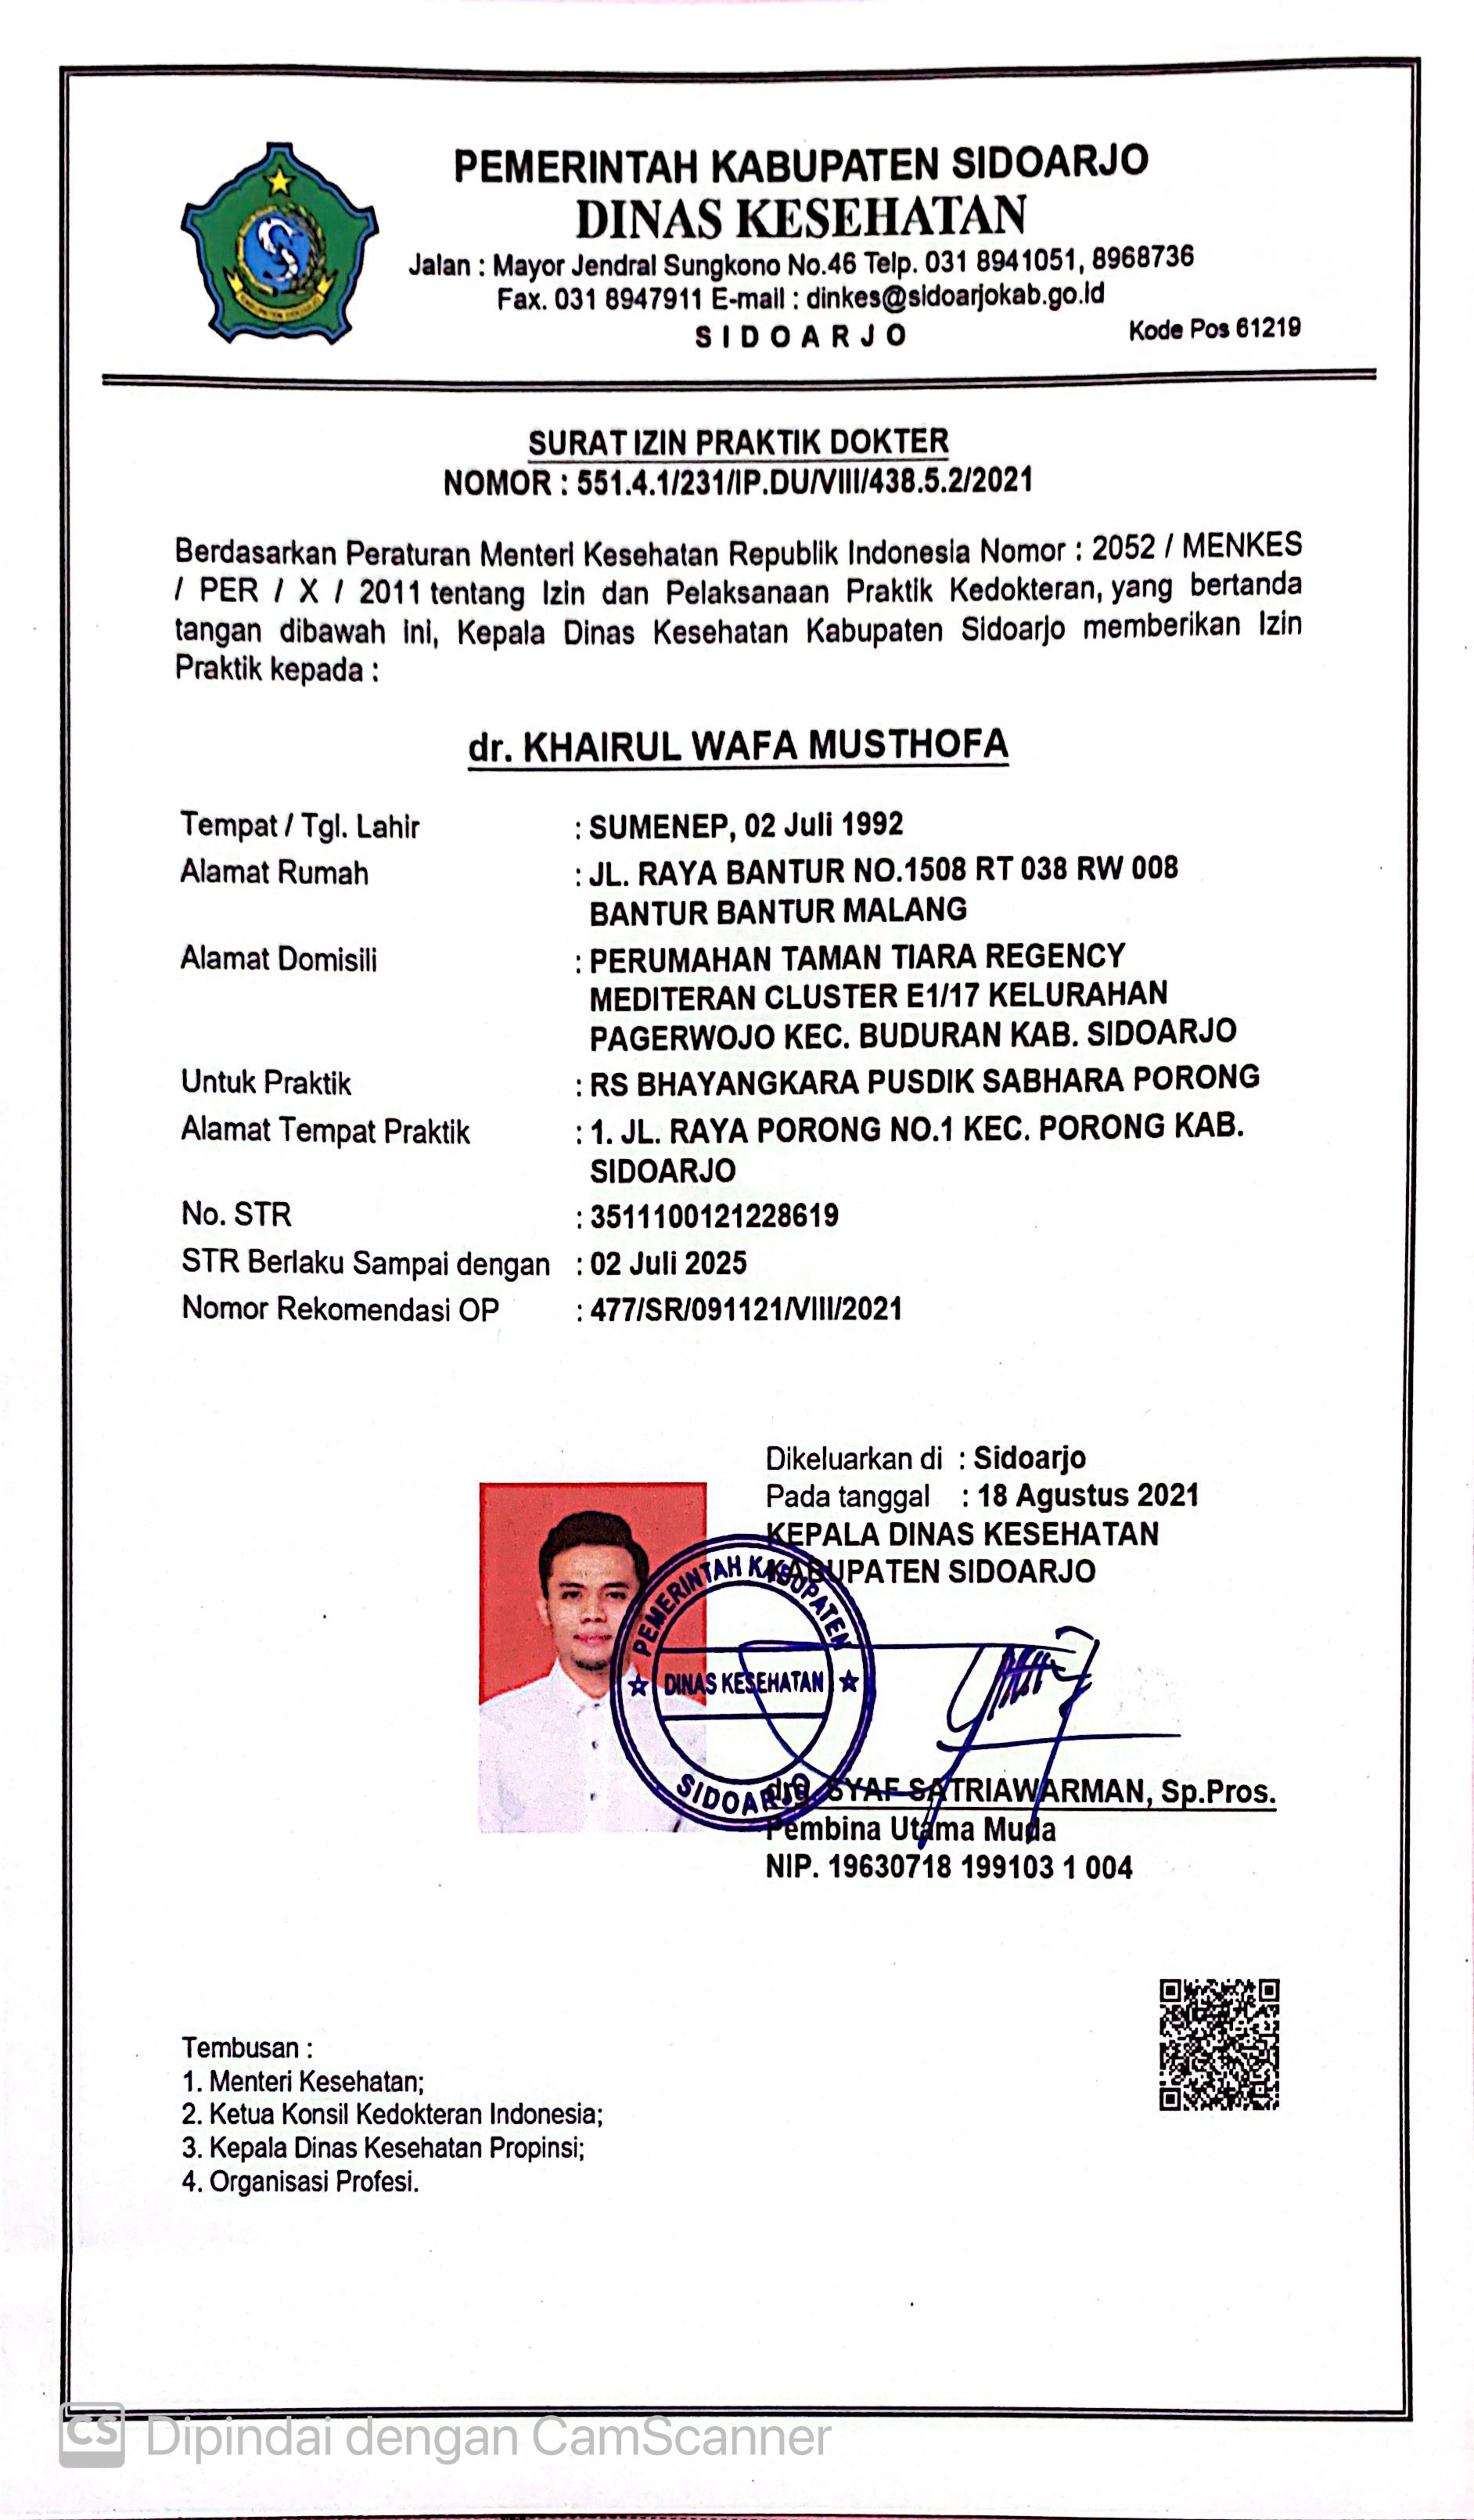 PEMERINTAH KABUPATEN SIDOARJO
DINAS KESEHATAN
Jalan : Mayor Jendral Sungkono No.46 Telp. 031 8941051, 8968736
Fax. 031 8947911 E-mail : dinkes@sidoarjokab.go.id
SIDOARJO
Kode Pos 61219
SURAT IZIN PRAKTIK DOKTER
NOMOR : 551.4.1/231/IP.DU/VIII/438.5.2/2021
Berdasarkan Peraturan Menteri Kesehatan Republik Indonesia Nomor : 2052 / MENKES
/ PER / X / 2011 tentang Izin dan Pelaksanaan Praktik Kedokteran, yang bertanda
tangan dibawah ini, Kepala Dinas Kesehatan Kabupaten Sidoarjo memberikan Izin
Praktik kepada :
dr. KHAIRUL WAFA MUSTHOFA
Tempat / Tgl. Lahir : SUMENEP, 02 Juli 1992
Alamat Rumah : JL. RAYA BANTUR NO.1508 RT 038 RW 008
BANTUR BANTUR MALANG
Alamat Domisili : PERUMAHAN TAMAN TIARA REGENCY
MEDITERAN CLUSTER E1/17 KELURAHAN
PAGERWOJO KEC. BUDURAN KAB. SIDOARJO
Untuk Praktik : RS BHAYANGKARA PUSDIK SABHARA PORONG
Alamat Tempat Praktik : 1. JL. RAYA PORONG NO.1 KEC. PORONG KAB.
SIDOARJO
No. STR : 3511100121228619
STR Berlaku Sampai dengan : 02 Juli 2025
Nomor Rekomendasi OP : 477/SR/091121/VIII/2021
Dikeluarkan di : Sidoarjo
Pada tanggal : 18 Agustus 2021
KEPALA DINAS KESEHATAN
KABUPATEN SIDOARJO
PEMERINTAH KABUPATEN
DINAS KESEHATAN
SIDOARJO
drg. SYAF SATRIAWARMAN, Sp.Pros.
Pembina Utama Muda
NIP. 19630718 199103 1 004
Tembusan :
1. Menteri Kesehatan;
2. Ketua Konsil Kedokteran Indonesia;
3. Kepala Dinas Kesehatan Propinsi;
4. Organisasi Profesi.
CS Dipindai dengan CamScanner